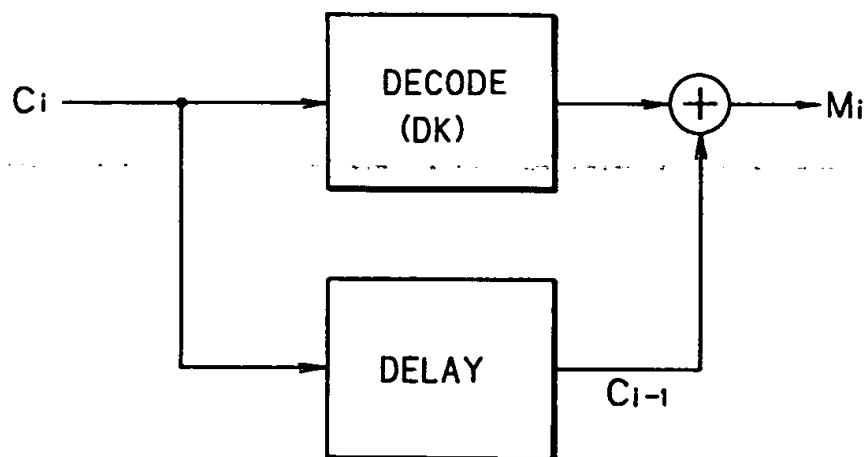 Ci
DECODE
(DK)
Mi
DELAY
Ci-1